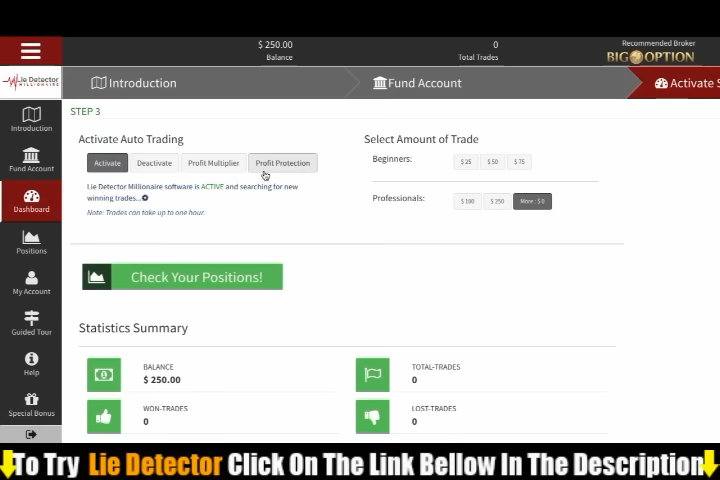 $ 250.00
Balance
0
Total Trades
Recommended Broker
BIG OPTION
Lie Detector
MILLIONAIRE
Introduction
Fund Account
Activate S
Introduction
Fund Account
Dashboard
Positions
My Account
Guided Tour
Help
Special Bonus
STEP 3
Activate Auto Trading
Activate
Deactivate
Profit Multiplier
Profit Protection
Lie Detector Millionaire software is ACTIVE and searching for new
winning trades...
Note: Trades can take up to one hour.
Select Amount of Trade
Beginners:
$ 25
$ 50
$ 75
Professionals:
$ 100
$ 250
More : $ 0
Check Your Positions!
Statistics Summary
BALANCE
$ 250.00
TOTAL-TRADES
0
WON-TRADES
0
LOST-TRADES
0
To Try Lie Detector Click On The Link Bellow In The Description